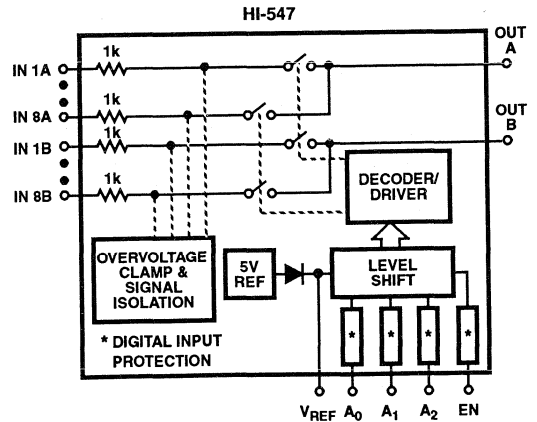 HI-547
OUT
A
1k
IN 1A
1k
IN 8A
OUT
B
1k
IN 1B
1k
IN 8B
DECODER/
DRIVER
OVERVOLTAGE
CLAMP &
SIGNAL
ISOLATION
5V
REF
LEVEL
SHIFT
* DIGITAL INPUT
PROTECTION
* * * *
VREF A0 A1 A2 EN